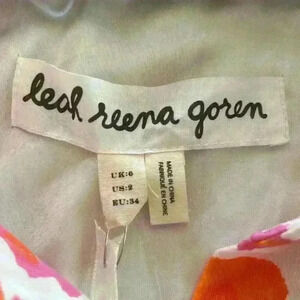 leah reena goren
UK:6
US:2
EU:34
MADE IN CHINA
FABRIQUÉ EN CHINE